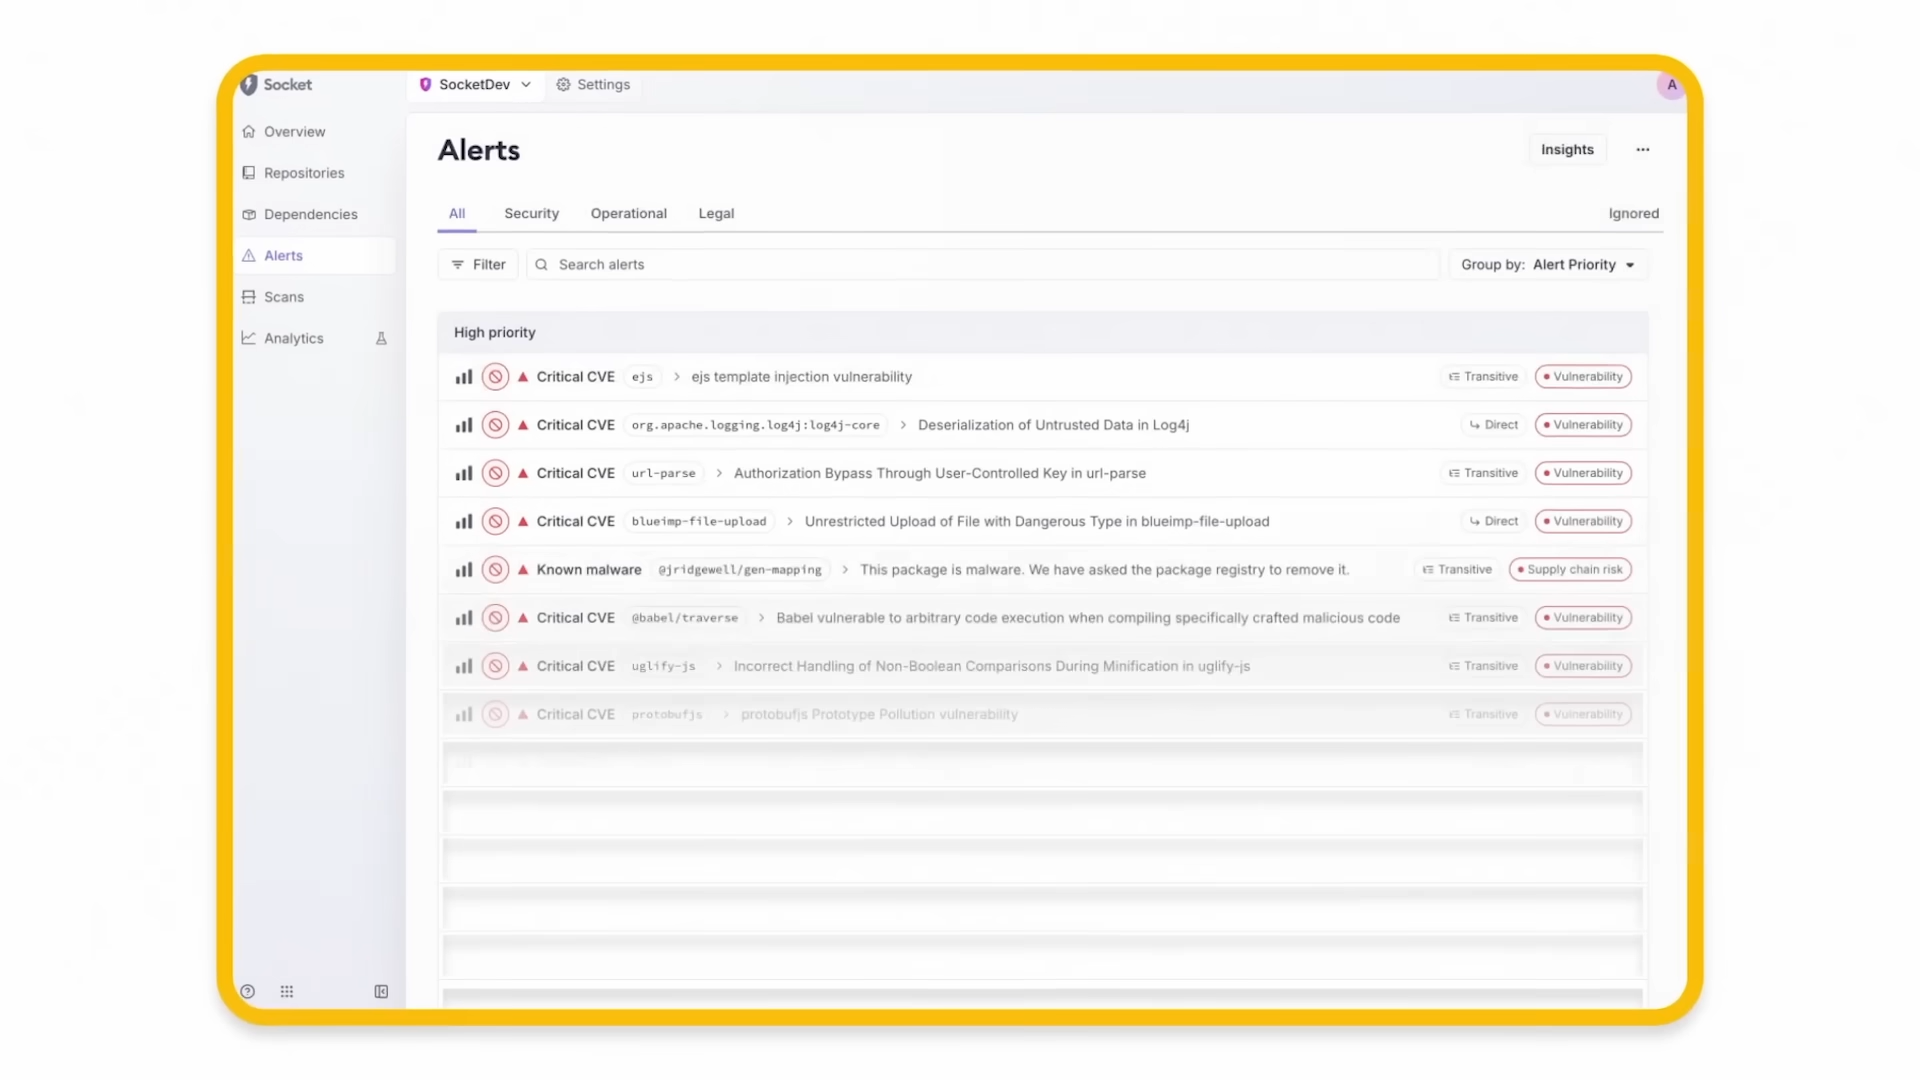 Socket
SocketDev
Settings
A
Overview
Repositories
Dependencies
Alerts
Scans
Analytics
Alerts
Insights
All
Security
Operational
Legal
Ignored
Filter
Search alerts
Group by: Alert Priority
High priority
Critical CVE ejs ejs template injection vulnerability Transitive Vulnerability
Critical CVE org.apache.logging.log4j:log4j-core Deserialization of Untrusted Data in Log4j Direct Vulnerability
Critical CVE url-parse Authorization Bypass Through User-Controlled Key in url-parse Transitive Vulnerability
Critical CVE blueimp-file-upload Unrestricted Upload of File with Dangerous Type in blueimp-file-upload Direct Vulnerability
Known malware @jridgewell/gen-mapping This package is malware. We have asked the package registry to remove it. Transitive Supply chain risk
Critical CVE @babel/traverse Babel vulnerable to arbitrary code execution when compiling specifically crafted malicious code Transitive Vulnerability
Critical CVE uglify-js Incorrect Handling of Non-Boolean Comparisons During Minification in uglify-js Transitive Vulnerability
Critical CVE protobufjs protobufjs Prototype Pollution vulnerability Transitive Vulnerability